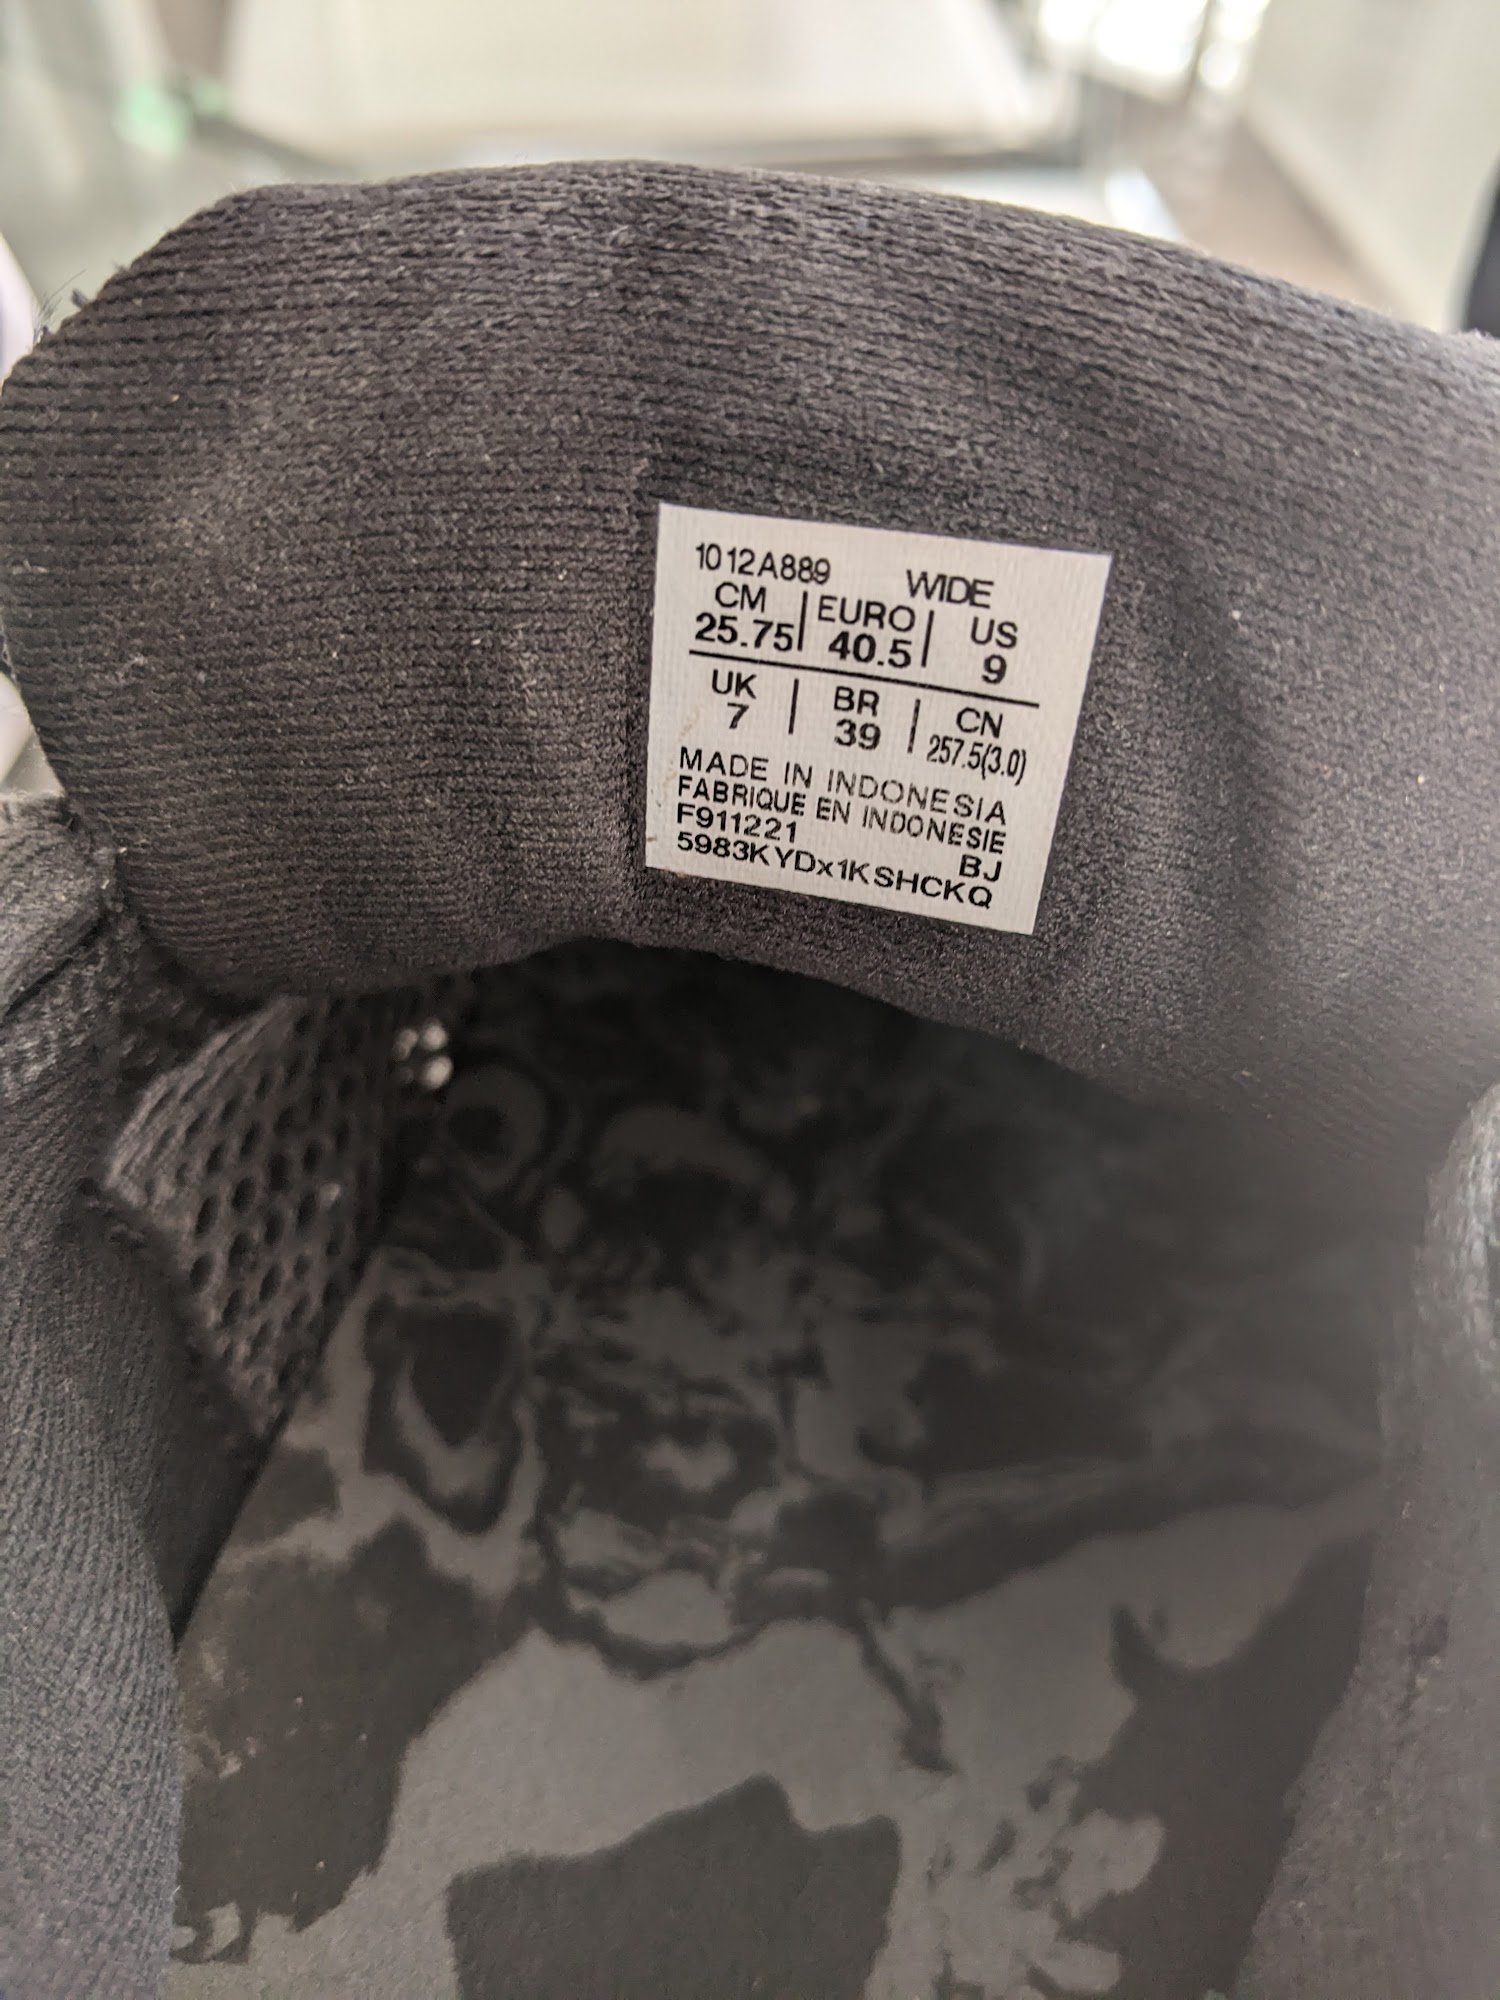 1012A889 WIDE
CM | EURO | US
25.75 | 40.5 | 9
UK | BR | CN
7 | 39 | 257.5(3.0)
MADE IN INDONESIA
FABRIQUE EN INDONESIE
F911221 BJ
5983KYDx1KSHCKQ